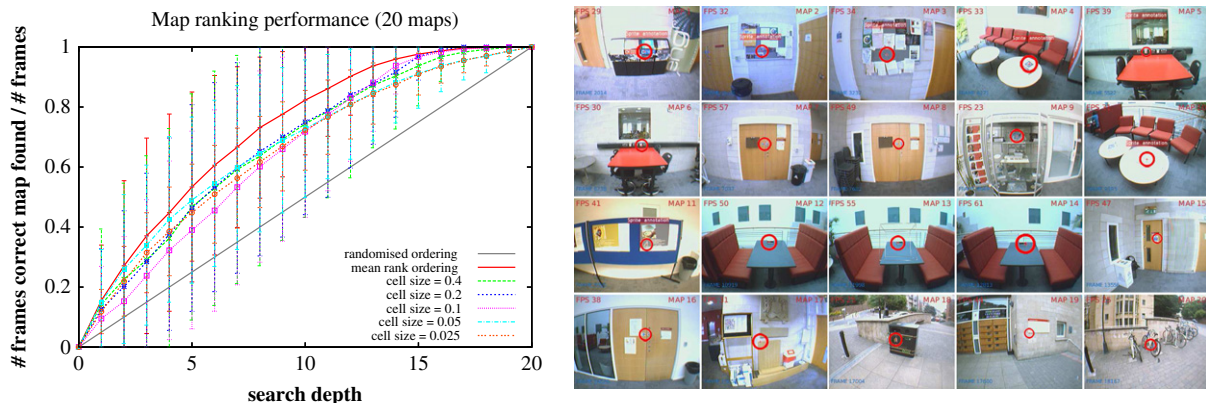 Map ranking performance (20 maps)
# frames correct map found / # frames
1
0.8
0.6
0.4
0.2
0
0
5
10
15
20
search depth
randomised ordering
mean rank ordering
cell size = 0.4
cell size = 0.2
cell size = 0.1
cell size = 0.05
cell size = 0.025
FPS 29
FPS 32
MAP 2
FPS 34
MAP 3
FPS 33
MAP 4
FPS 39
MAP 5
FPS 30
MAP 6
FPS 57
FPS 49
MAP 8
FPS 23
MAP 9
FPS 41
MAP 11
FPS 50
MAP 12
FPS 55
MAP 13
FPS 61
MAP 14
FPS 47
MAP 15
FPS 38
MAP 16
MAP 18
MAP 19